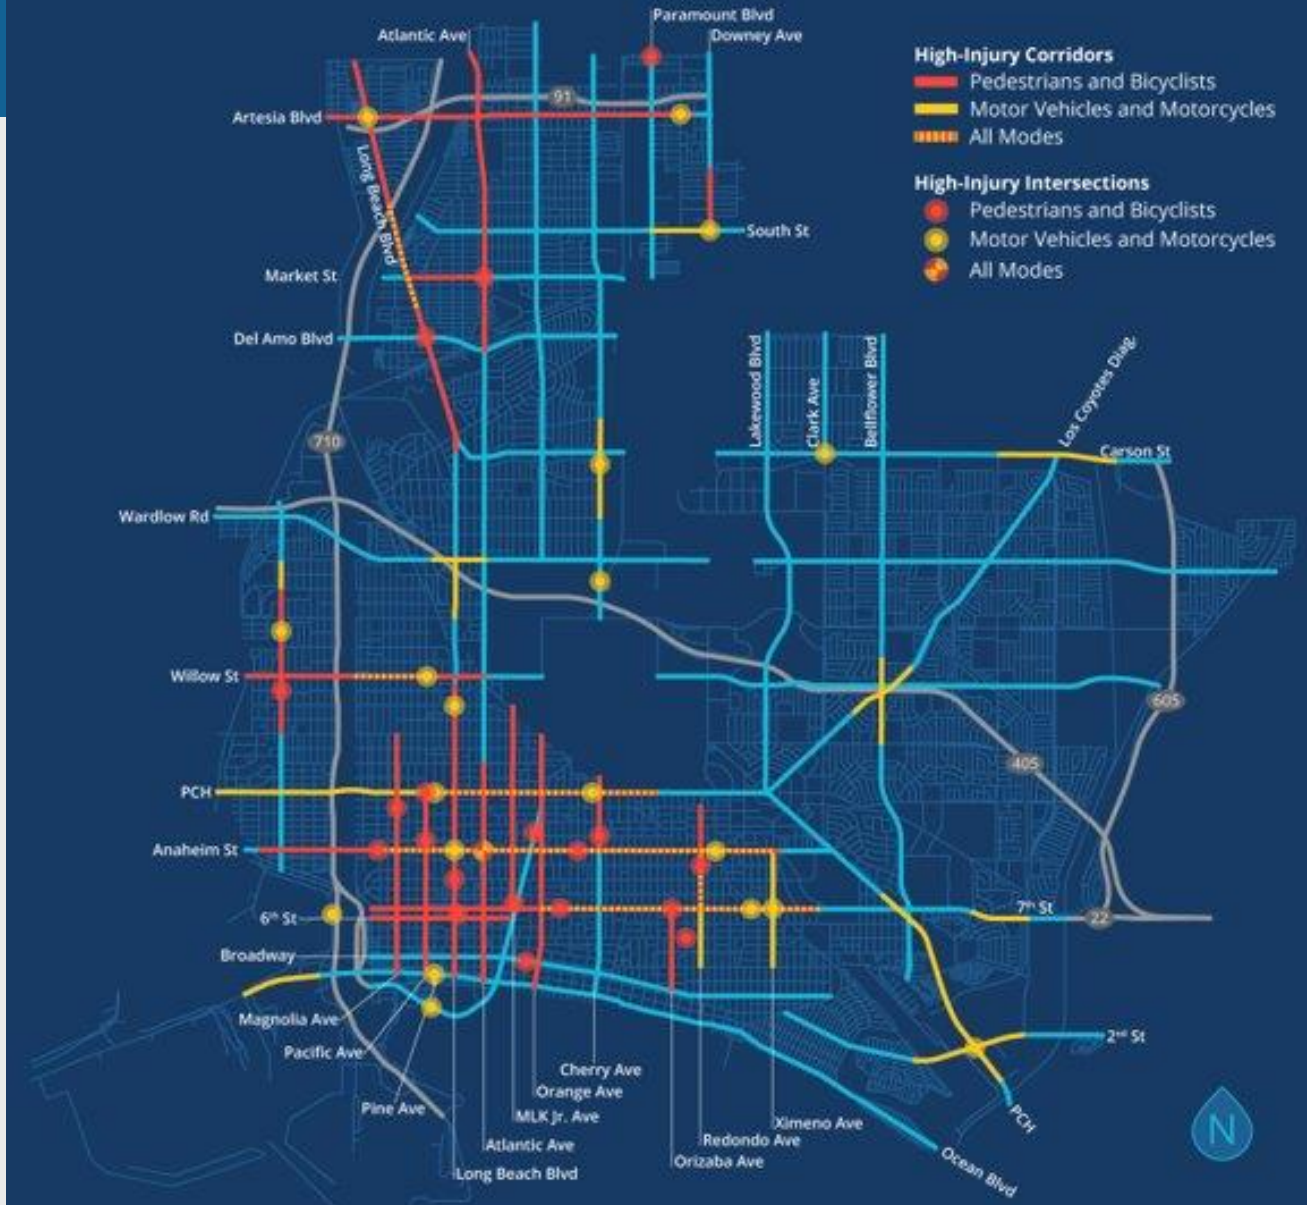 Paramount Blvd
Atlantic Ave
Downey Ave
High-Injury Corridors
Pedestrians and Bicyclists
Motor Vehicles and Motorcycles
All Modes
High-Injury Intersections
Pedestrians and Bicyclists
Motor Vehicles and Motorcycles
All Modes
91
Artesia Blvd
Long Beach Blvd
South St
Market St
Del Amo Blvd
Lakewood Blvd
Clark Ave
Bellflower Blvd
Los Coyotes Diag.
710
Carson St
Wardlow Rd
Willow St
605
405
PCH
Anaheim St
6th St
7th St
22
Broadway
Magnolia Ave
Pacific Ave
2nd St
Cherry Ave
Orange Ave
Pine Ave
MLK Jr. Ave
PCH
Ximeno Ave
Atlantic Ave
Redondo Ave
Orizaba Ave
Long Beach Blvd
Ocean Blvd
N